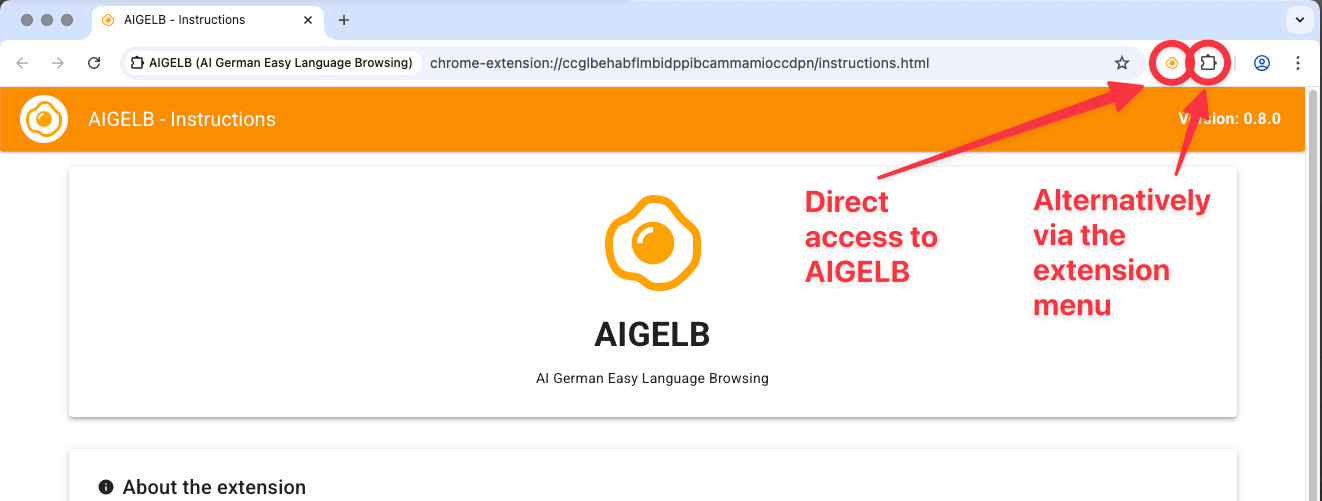 AIGELB - Instructions
AIGELB (AI German Easy Language Browsing)
chrome-extension://ccglbehabflmbidppibcammamioccdpn/instructions.html
AIGELB - Instructions
Version: 0.8.0
Direct
access to
AIGELB
Alternatively
via the
extension
menu
AIGELB
AI German Easy Language Browsing
About the extension